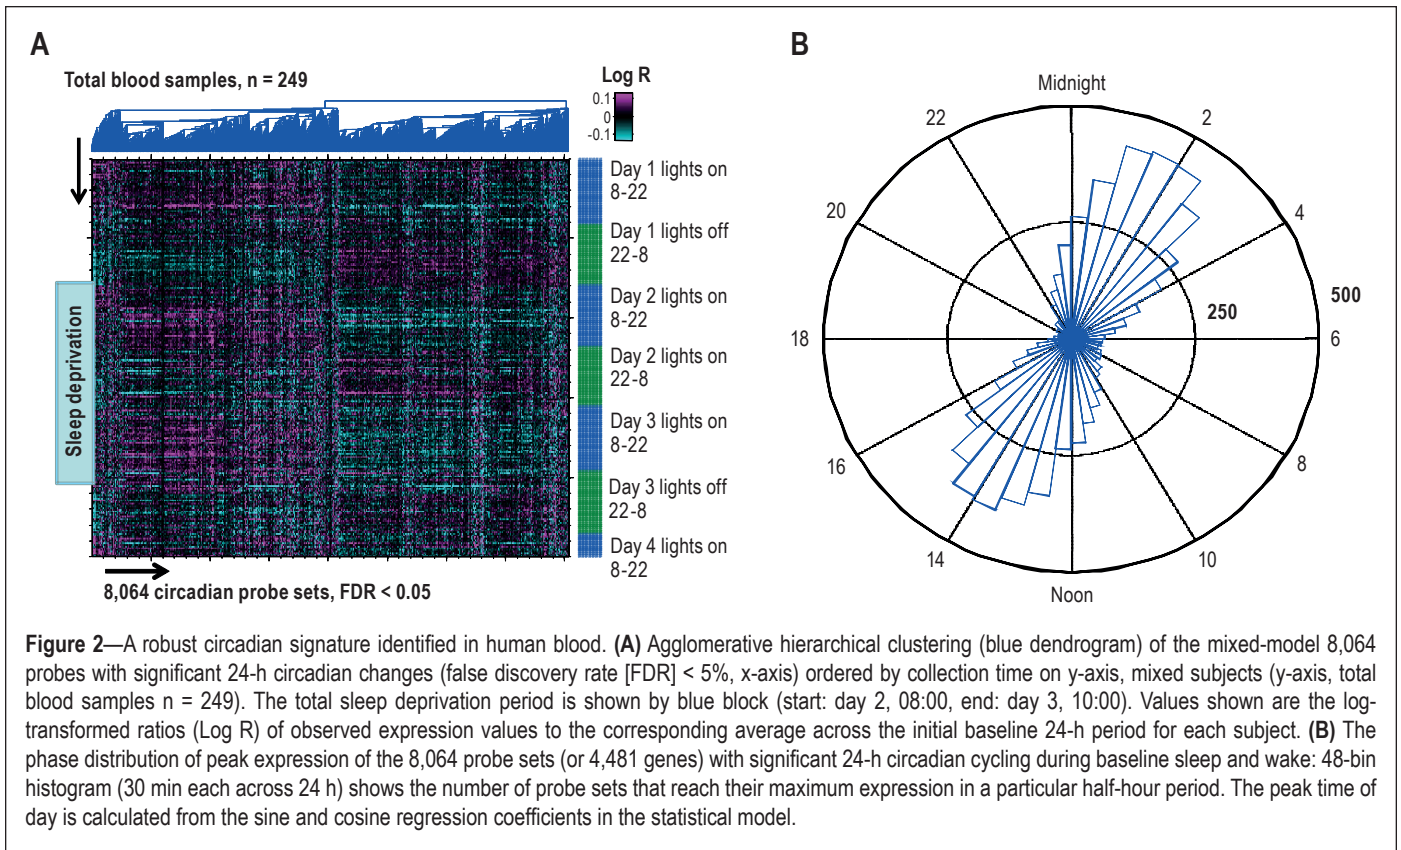 A
Total blood samples, n = 249
Log R
0.1
0
-0.1
Day 1 lights on
8-22
Day 1 lights off
22-8
Day 2 lights on
8-22
Day 2 lights on
22-8
Day 3 lights on
8-22
Day 3 lights off
22-8
Day 4 lights on
8-22
Sleep deprivation
8,064 circadian probe sets, FDR < 0.05
B
Midnight
2
4
500
250
6
8
10
Noon
14
16
18
20
22
Figure 2—A robust circadian signature identified in human blood. (A) Agglomerative hierarchical clustering (blue dendrogram) of the mixed-model 8,064
probes with significant 24-h circadian changes (false discovery rate [FDR] < 5%, x-axis) ordered by collection time on y-axis, mixed subjects (y-axis, total
blood samples n = 249). The total sleep deprivation period is shown by blue block (start: day 2, 08:00, end: day 3, 10:00). Values shown are the log-
transformed ratios (Log R) of observed expression values to the corresponding average across the initial baseline 24-h period for each subject. (B) The
phase distribution of peak expression of the 8,064 probe sets (or 4,481 genes) with significant 24-h circadian cycling during baseline sleep and wake: 48-bin
histogram (30 min each across 24 h) shows the number of probe sets that reach their maximum expression in a particular half-hour period. The peak time of
day is calculated from the sine and cosine regression coefficients in the statistical model.